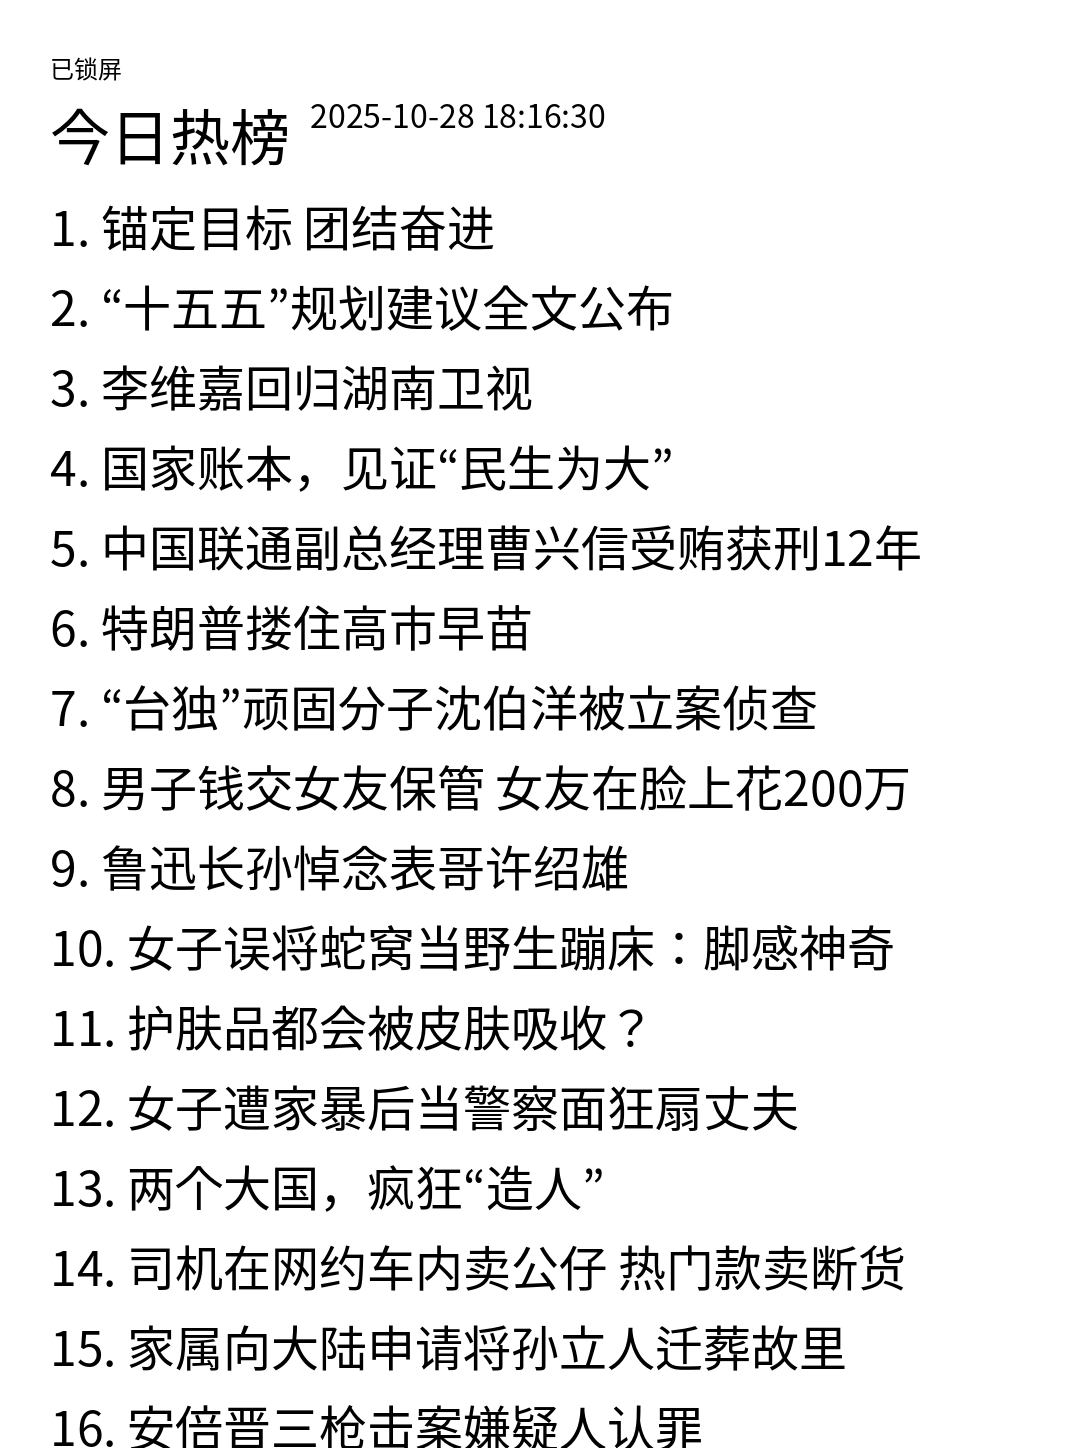 已锁屏
今日热榜 2025-10-28 18:16:30
1. 锚定目标 团结奋进
2. “十五五”规划建议全文公布
3. 李维嘉回归湖南卫视
4. 国家账本，见证“民生为大”
5. 中国联通副总经理曹兴信受贿获刑12年
6. 特朗普搂住高市早苗
7. “台独”顽固分子沈伯洋被立案侦查
8. 男子钱交女友保管 女友在脸上花200万
9. 鲁迅长孙悼念表哥许绍雄
10. 女子误将蛇窝当野生蹦床：脚感神奇
11. 护肤品都会被皮肤吸收？
12. 女子遭家暴后当警察面狂扇丈夫
13. 两个大国，疯狂“造人”
14. 司机在网约车内卖公仔 热门款卖断货
15. 家属向大陆申请将孙立人迁葬故里
16. 安倍晋三枪击案嫌疑人认罪